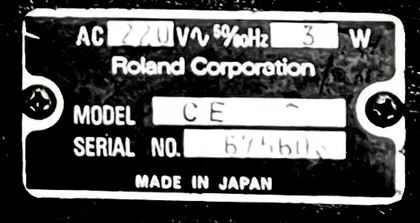 AC 220 V∿ 50/60Hz 3 W
Roland Corporation
MODEL CE
SERIAL NO.
MADE IN JAPAN